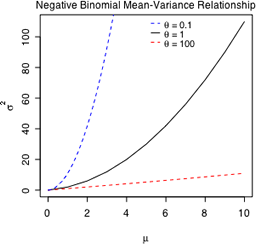 Negative Binomial Mean-Variance Relationship
θ = 0.1
θ = 1
θ = 100
100
80
60
40
20
0
σ²
0 2 4 6 8 10
μ